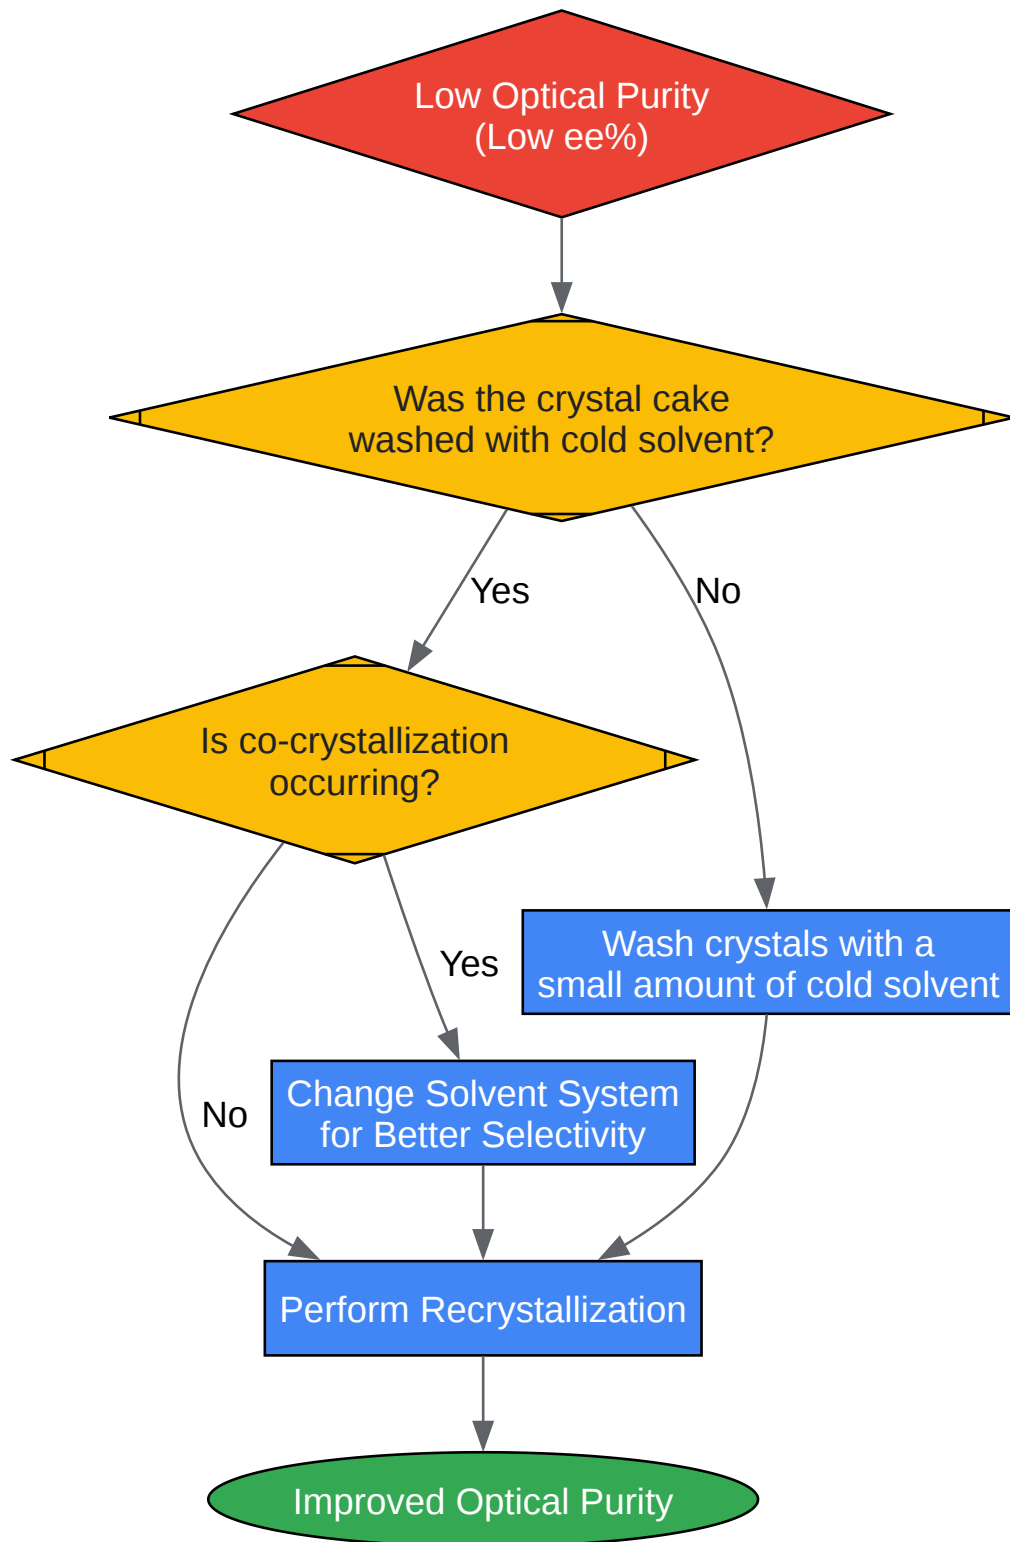 Low Optical Purity
(Low ee%)
Was the crystal cake
washed with cold solvent?
Yes
No
Is co-crystallization
occurring?
Wash crystals with a
small amount of cold solvent
Yes
Change Solvent System
for Better Selectivity
No
Perform Recrystallization
Improved Optical Purity